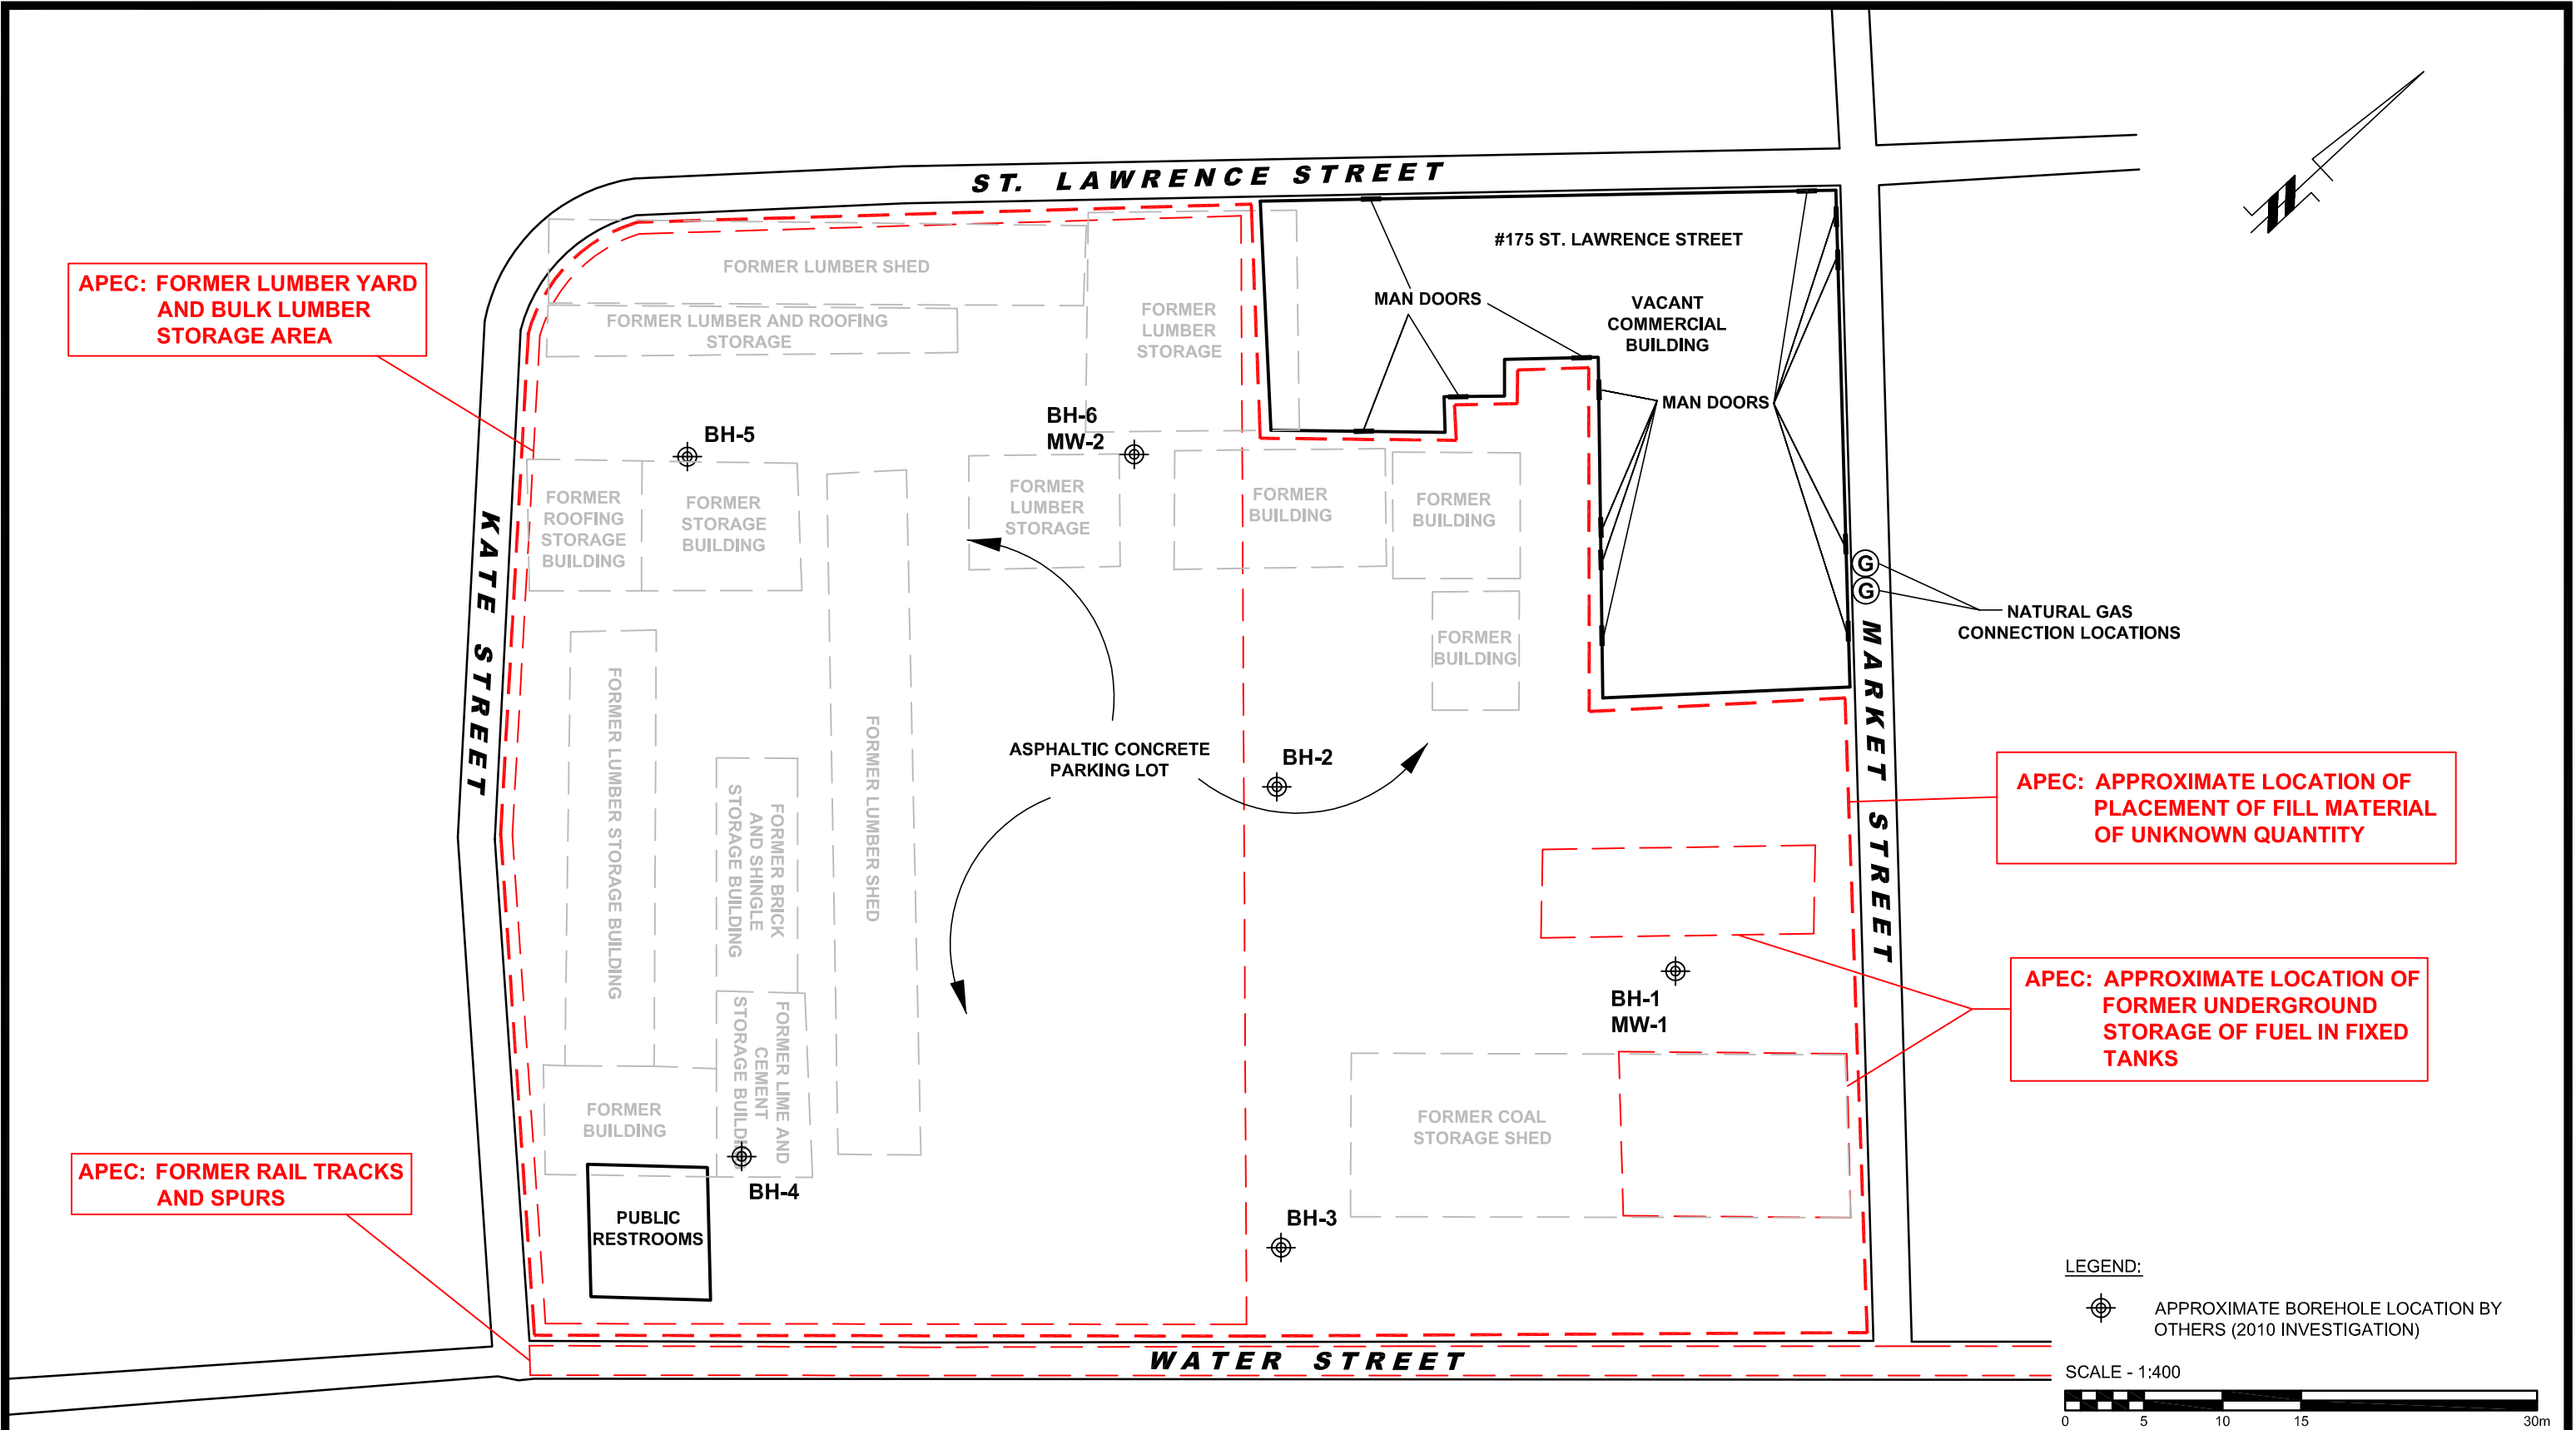 ST. LAWRENCE STREET
#175 ST. LAWRENCE STREET
FORMER LUMBER SHED
APEC: FORMER LUMBER YARD
AND BULK LUMBER
STORAGE AREA
MAN DOORS
VACANT
COMMERCIAL
BUILDING
FORMER
LUMBER
STORAGE
FORMER LUMBER AND ROOFING
STORAGE
MAN DOORS
BH-6
MW-2
BH-5
FORMER
ROOFING
STORAGE
BUILDING
FORMER
STORAGE
BUILDING
FORMER
LUMBER
STORAGE
FORMER
BUILDING
FORMER
BUILDING
KATE STREET
G
G
NATURAL GAS
CONNECTION LOCATIONS
FORMER
BUILDING
MARKET STREET
FORMER LUMBER STORAGE BUILDING
FORMER LUMBER SHED
ASPHALTIC CONCRETE
PARKING LOT
BH-2
FORMER BRICK
AND SHINGLE
STORAGE BUILDING
APEC: APPROXIMATE LOCATION OF
PLACEMENT OF FILL MATERIAL
OF UNKNOWN QUANTITY
BH-1
MW-1
APEC: APPROXIMATE LOCATION OF
FORMER UNDERGROUND
STORAGE OF FUEL IN FIXED
TANKS
FORMER LIME AND
CEMENT
STORAGE BUILDING
FORMER
BUILDING
FORMER COAL
STORAGE SHED
APEC: FORMER RAIL TRACKS
AND SPURS
BH-4
PUBLIC
RESTROOMS
BH-3
WATER STREET
LEGEND:
APPROXIMATE BOREHOLE LOCATION BY
OTHERS (2010 INVESTIGATION)
SCALE - 1:400
0 5 10 15 30m